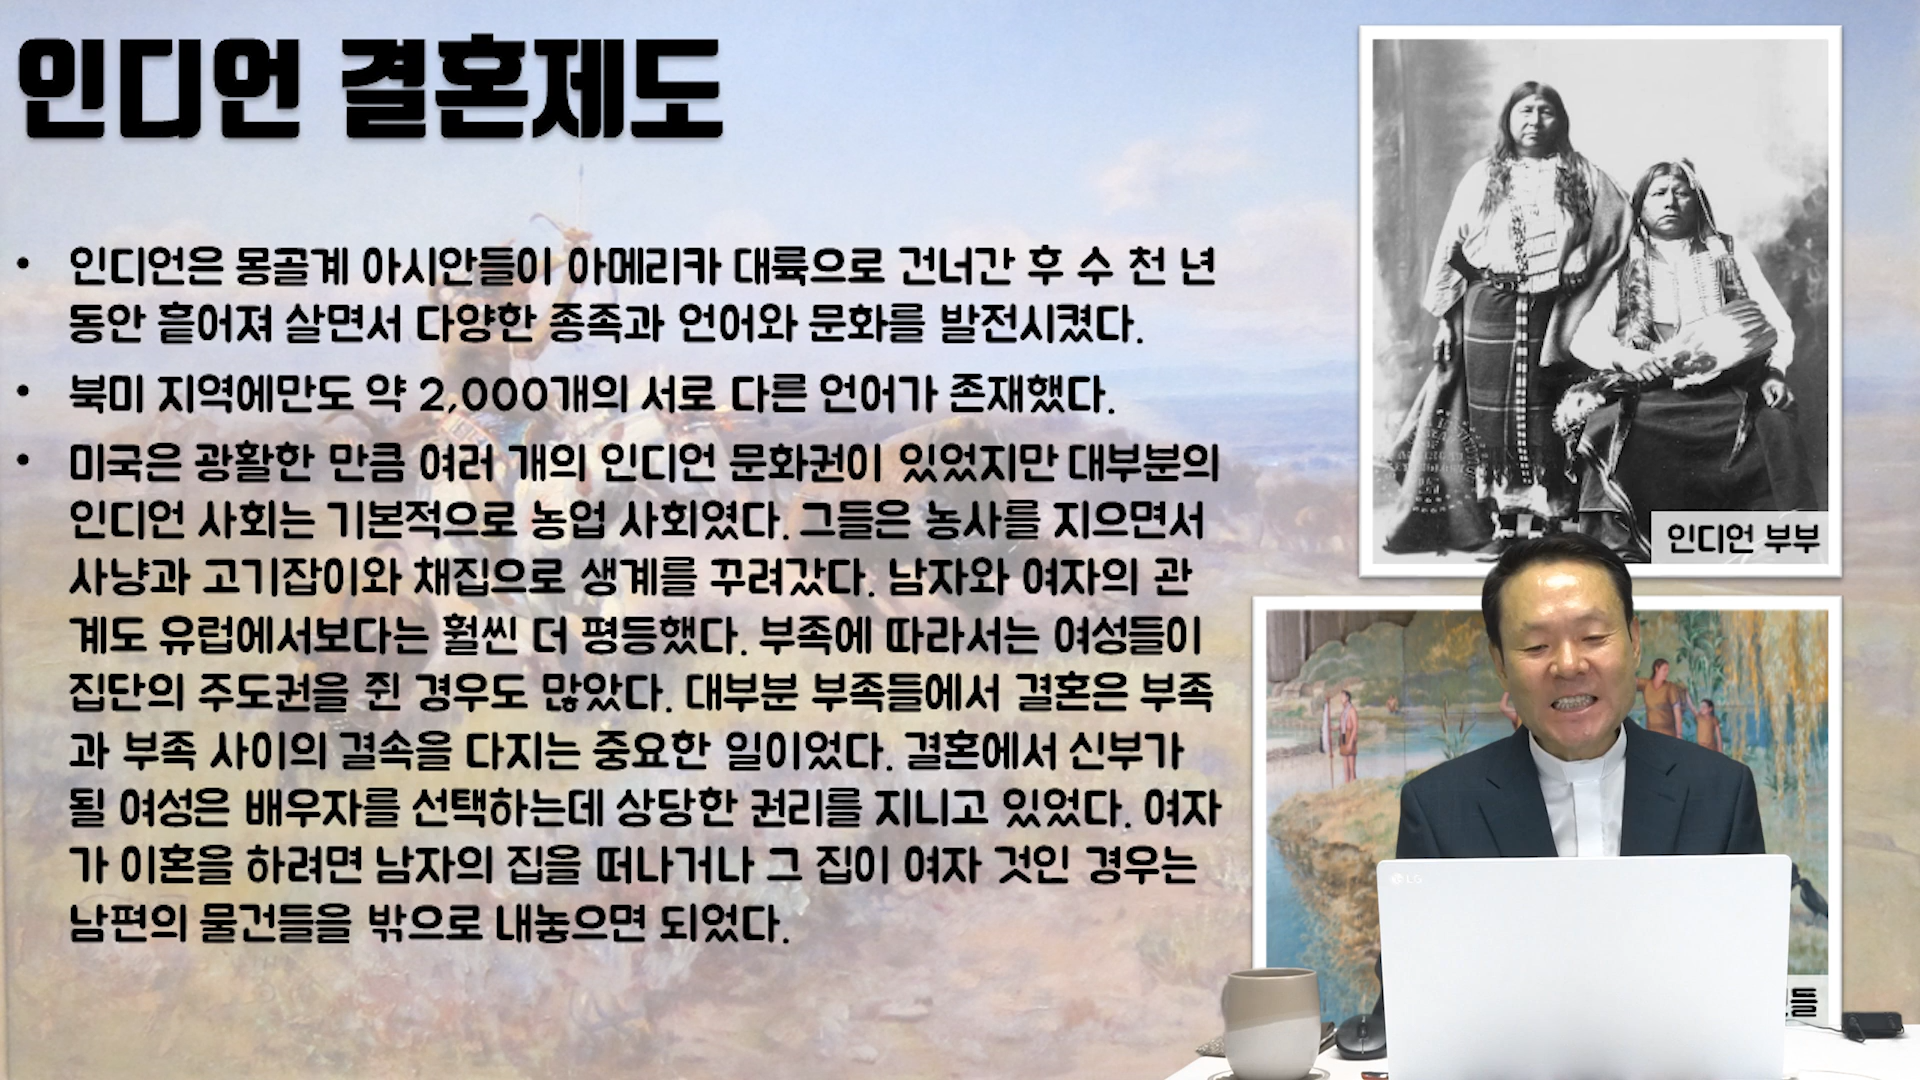 인디언 결혼제도
• 인디언은 몽골계 아시안들이 아메리카 대륙으로 건너간 후 수 천 년
동안 흩어져 살면서 다양한 종족과 언어와 문화를 발전시켰다.
• 북미 지역에만도 약 2,000개의 서로 다른 언어가 존재했다.
• 미국은 광활한 만큼 여러 개의 인디언 문화권이 있었지만 대부분의
인디언 사회는 기본적으로 농업 사회였다. 그들은 농사를 지으면서
사냥과 고기잡이와 채집으로 생계를 꾸려갔다. 남자와 여자의 관
계도 유럽에서보다는 훨씬 더 평등했다. 부족에 따라서는 여성들이
집단의 주도권을 쥔 경우도 많았다. 대부분 부족들에서 결혼은 부족
과 부족 사이의 결속을 다지는 중요한 일이었다. 결혼에서 신부가
될 여성은 배우자를 선택하는데 상당한 권리를 지니고 있었다. 여자
가 이혼을 하려면 남자의 집을 떠나거나 그 집이 여자 것인 경우는
남편의 물건들을 밖으로 내놓으면 되었다.
인디언 부부
LG